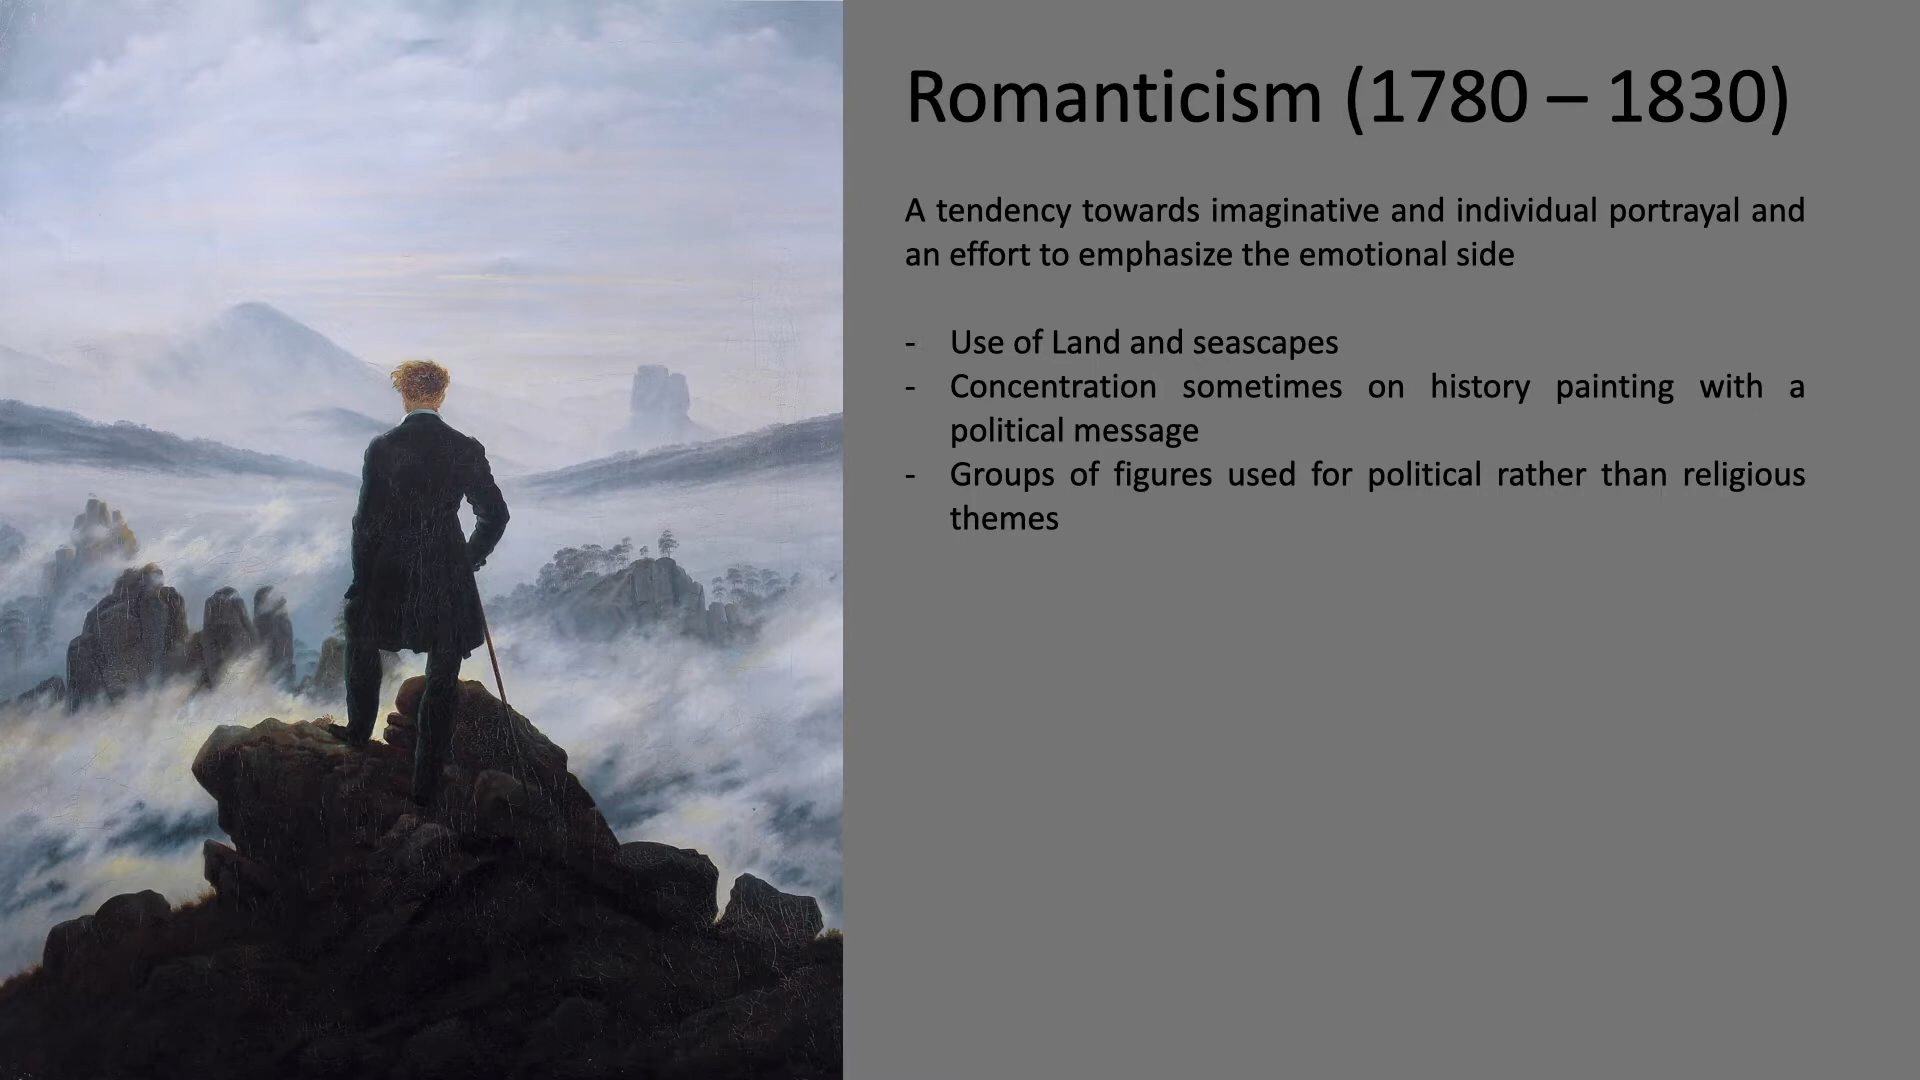 Romanticism (1780 – 1830)
A tendency towards imaginative and individual portrayal and
an effort to emphasize the emotional side
- Use of Land and seascapes
- Concentration sometimes on history painting with a
political message
- Groups of figures used for political rather than religious
themes